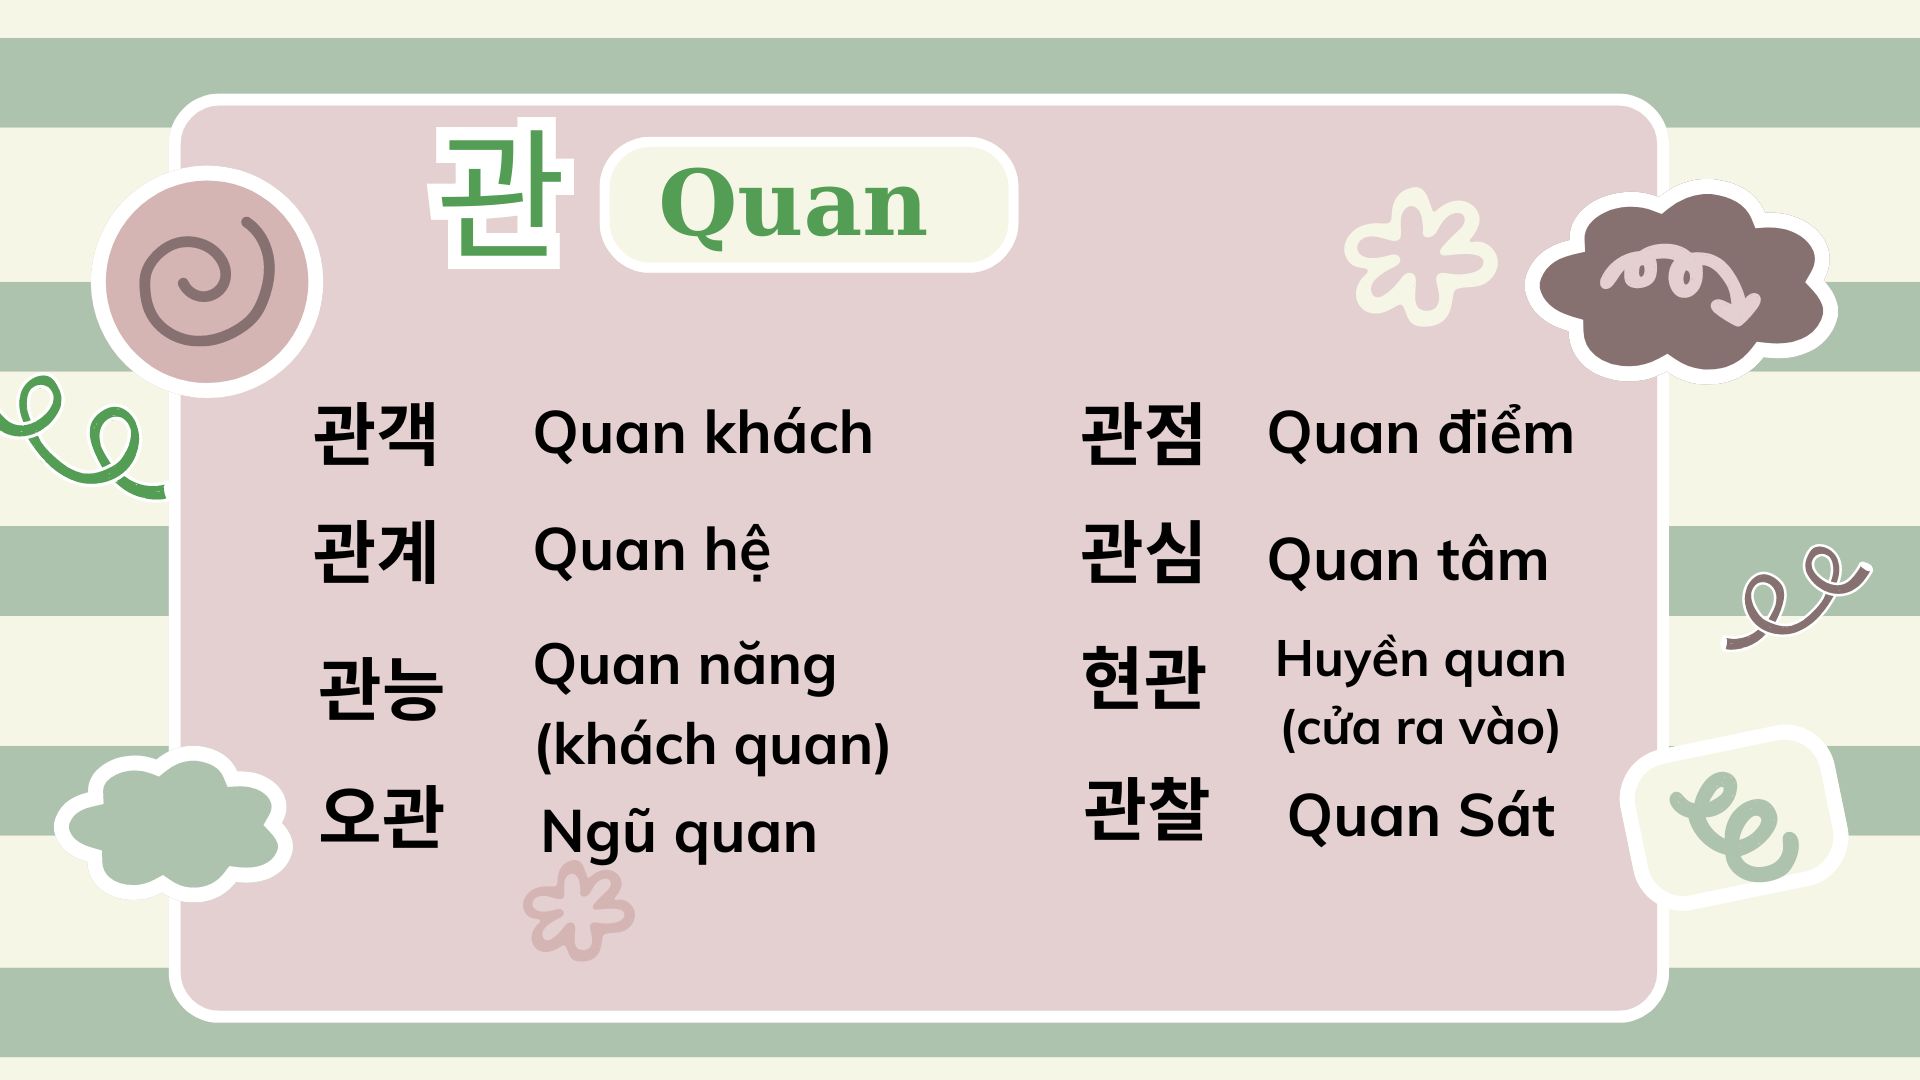 관 Quan
관객 Quan khách
관계 Quan hệ
관능 Quan năng
(khách quan)
오관 Ngũ quan
관점 Quan điểm
관심 Quan tâm
현관 Huyền quan
(cửa ra vào)
관찰 Quan Sát